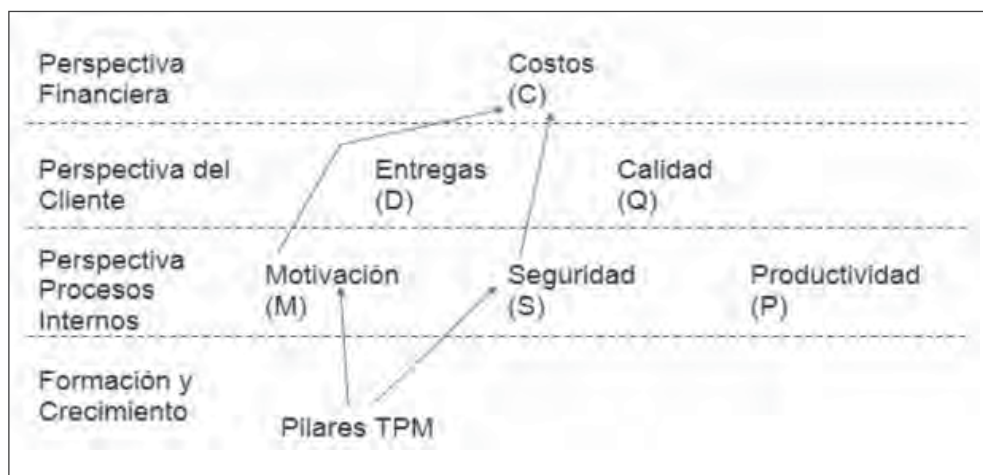 Perspectiva
Financiera
Costos
(C)
Perspectiva del
Cliente
Entregas
(D)
Calidad
(Q)
Perspectiva
Procesos
Internos
Motivación
(M)
Seguridad
(S)
Productividad
(P)
Formación y
Crecimiento
Pilares TPM